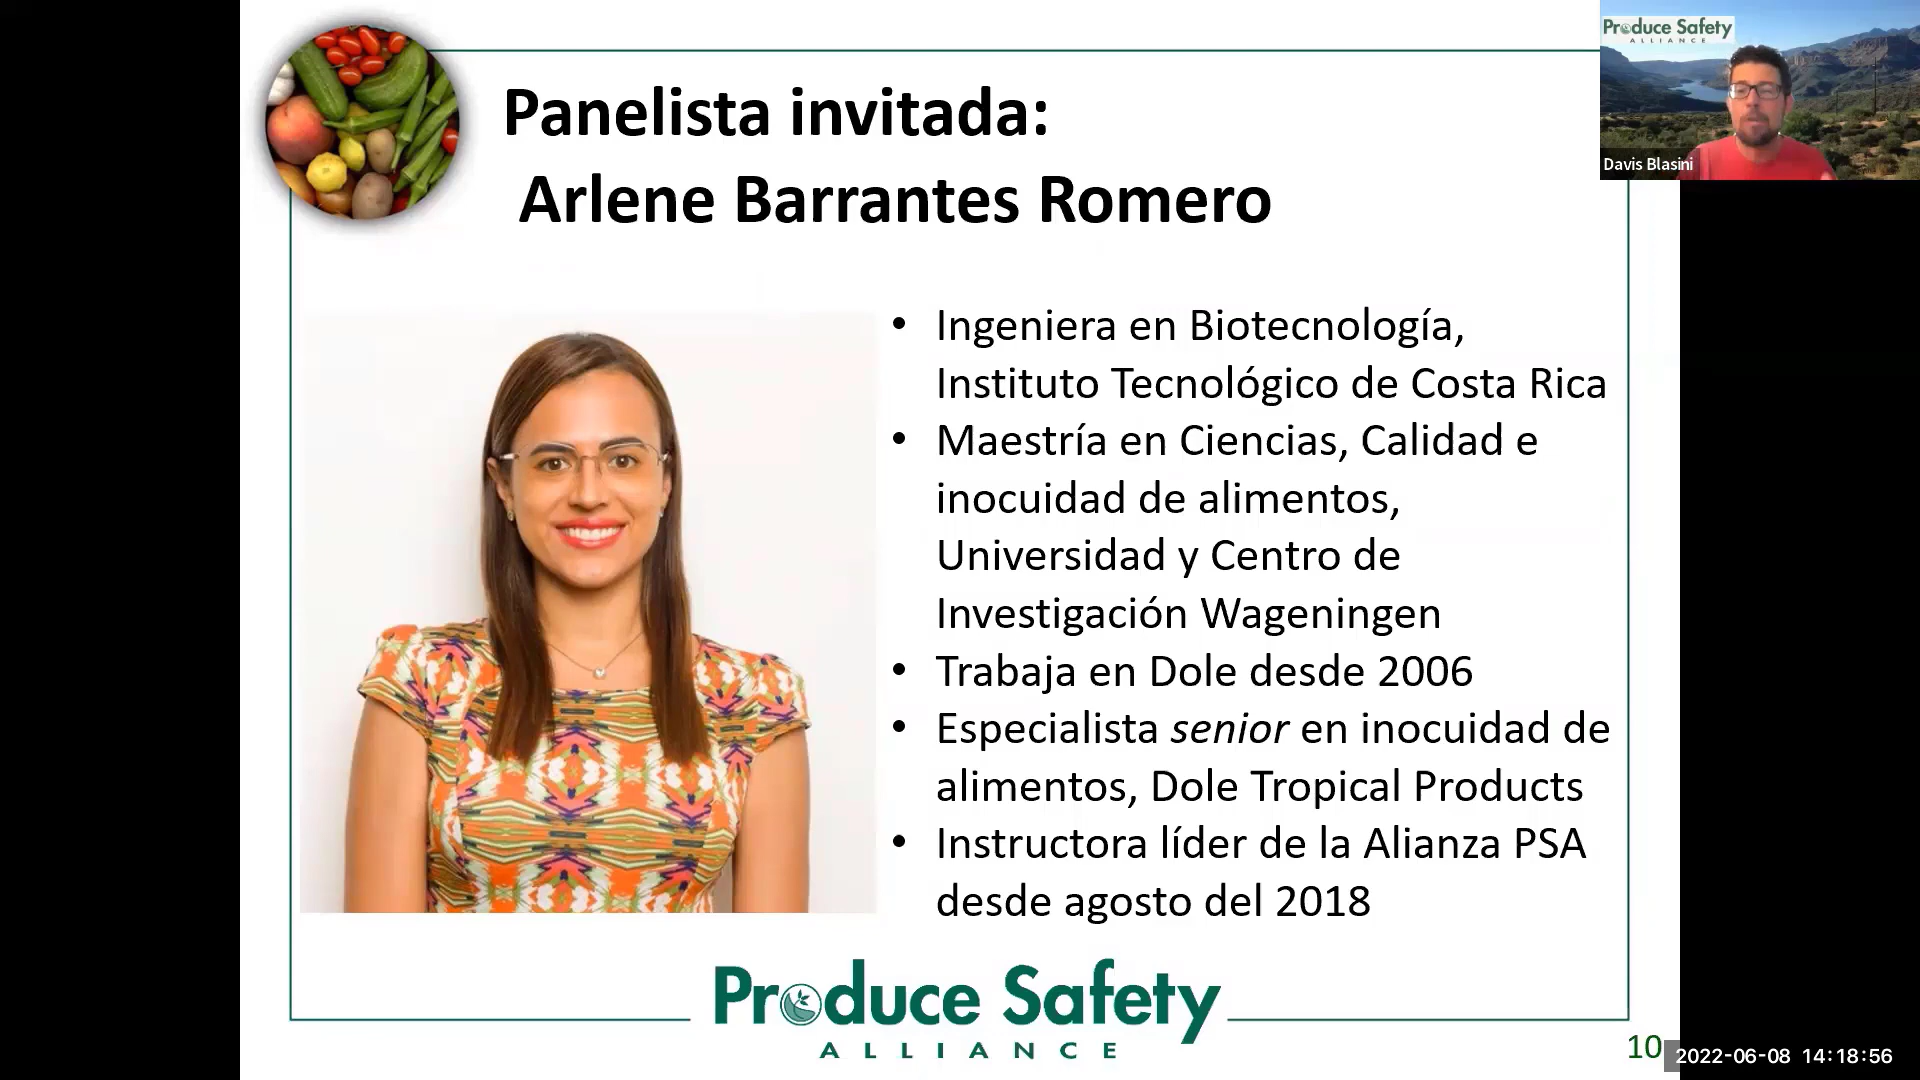 Panelista invitada:
Arlene Barrantes Romero
Produce Safety
ALLIANCE
Davis Blasini
• Ingeniera en Biotecnología,
Instituto Tecnológico de Costa Rica
• Maestría en Ciencias, Calidad e
inocuidad de alimentos,
Universidad y Centro de
Investigación Wageningen
• Trabaja en Dole desde 2006
• Especialista senior en inocuidad de
alimentos, Dole Tropical Products
• Instructora líder de la Alianza PSA
desde agosto del 2018
Produce Safety
ALLIANCE
10
2022-06-08 14:18:56